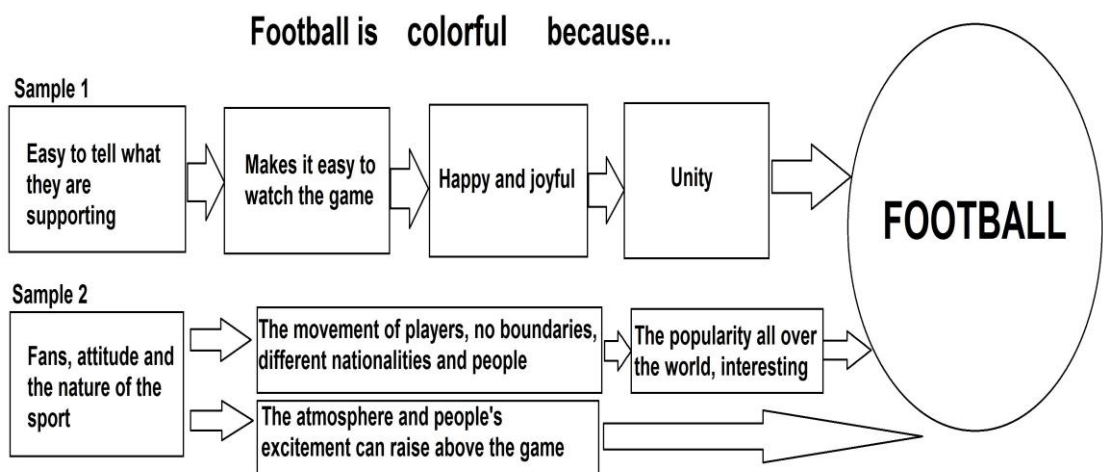 Football is colorful because...
Sample 1
Easy to tell what
they are
supporting
Makes it easy to
watch the game
Happy and joyful
Unity
FOOTBALL
Sample 2
Fans, attitude and
the nature of the
sport
The movement of players, no boundaries,
different nationalities and people
The popularity all over
the world, interesting
The atmosphere and people's
excitement can raise above the game